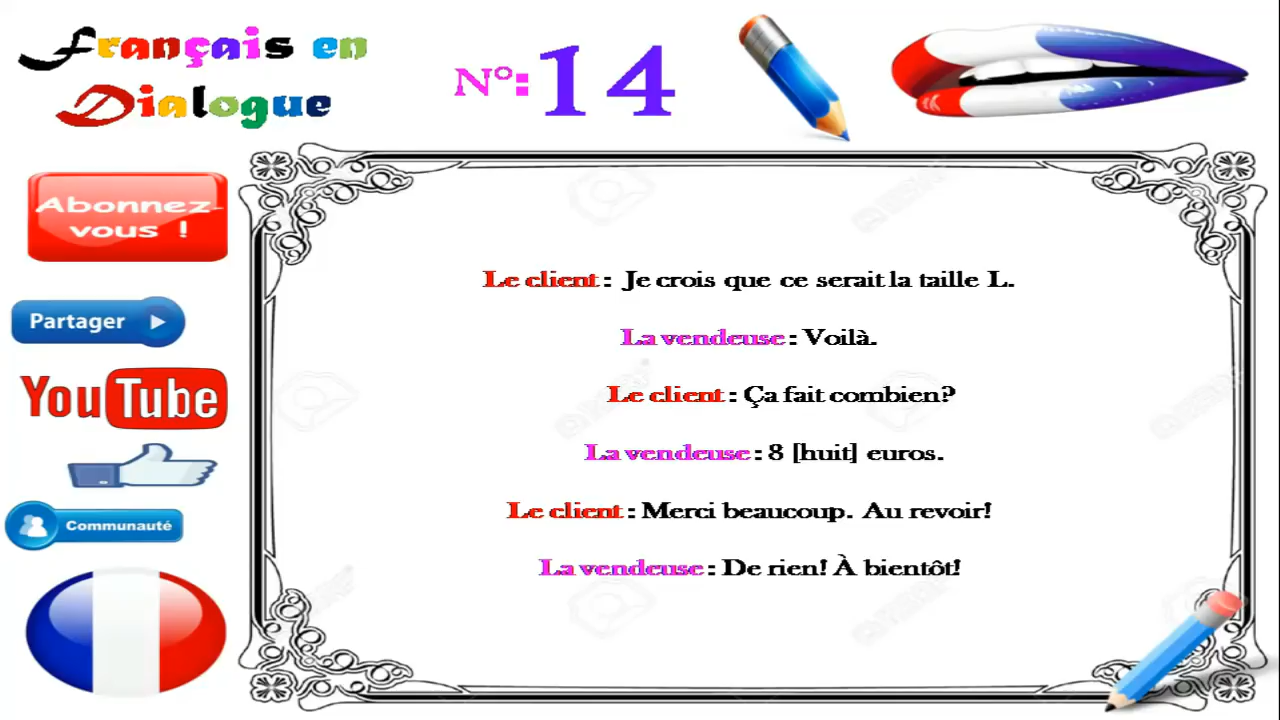 Français en
Dialogue
N°:14
Abonnez-
vous !
Partager
YouTube
Communauté
Le client : Je crois que ce serait la taille L.
La vendeuse : Voilà.
Le client : Ça fait combien?
La vendeuse : 8 [huit] euros.
Le client : Merci beaucoup. Au revoir!
La vendeuse : De rien! À bientôt!